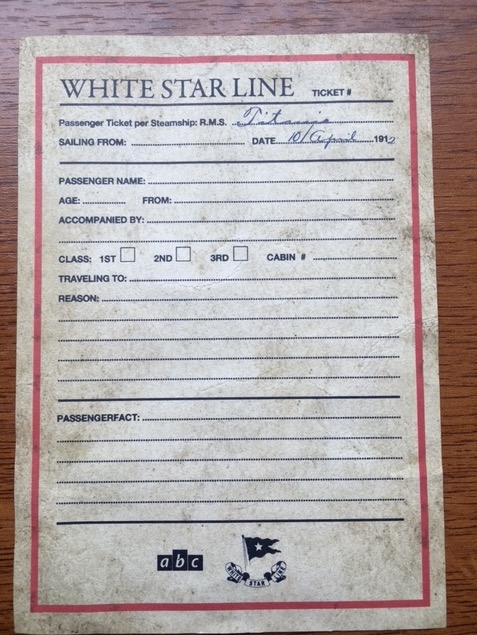 WHITE STAR LINE TICKET #
Passenger Ticket per Steamship: R.M.S. Titanic
SAILING FROM: DATE 10/April 1912
PASSENGER NAME:
AGE: FROM:
ACCOMPANIED BY:
CLASS: 1ST 2ND 3RD CABIN #
TRAVELING TO:
REASON:
PASSENGERFACT:
abc
WHITE STAR LINE